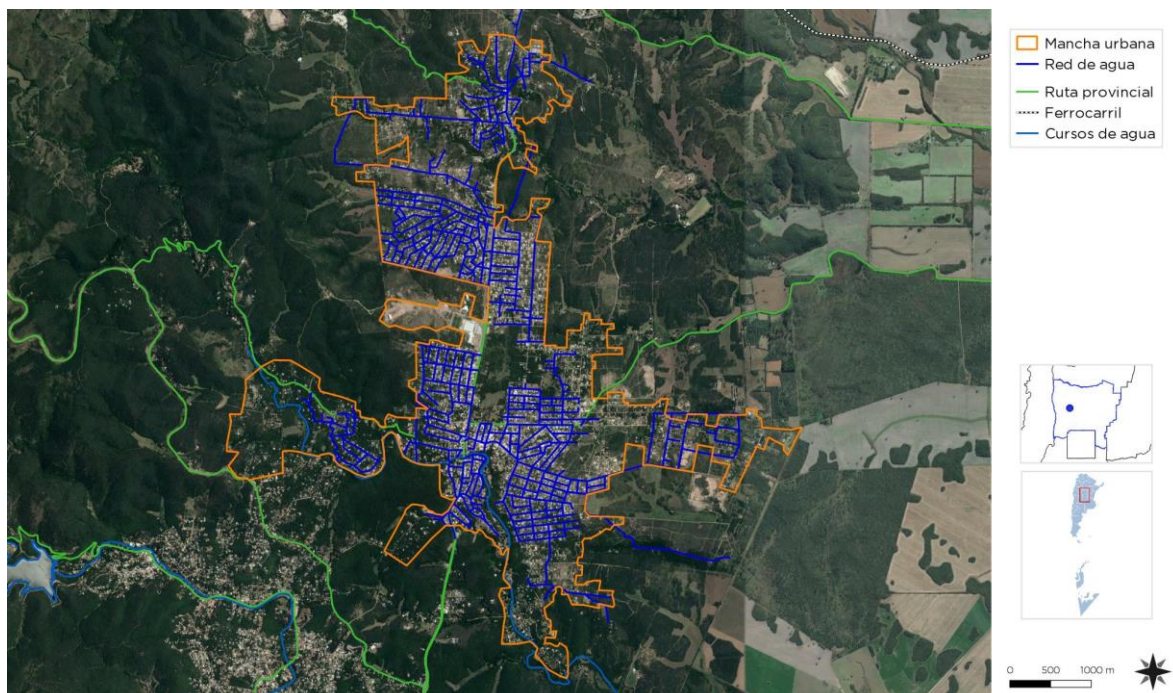 Mancha urbana
Red de agua
Ruta provincial
Ferrocarril
Cursos de agua
0 500 1000 m